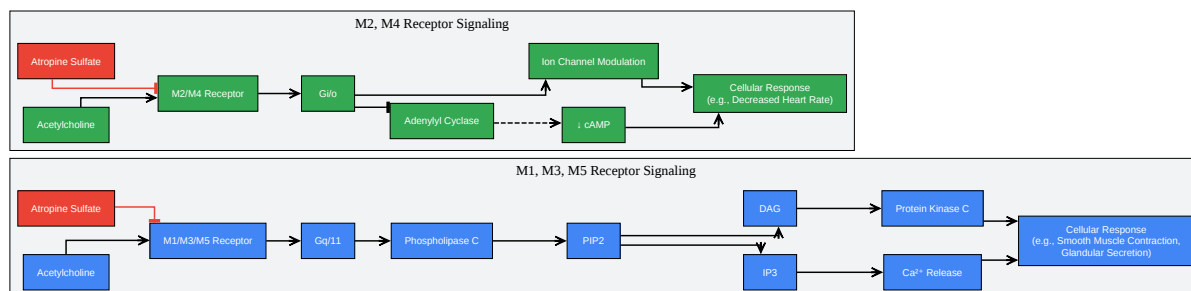 M2, M4 Receptor Signaling
Atropine Sulfate
Acetylcholine
M2/M4 Receptor
Gi/o
Ion Channel Modulation
Adenylyl Cyclase
↓ cAMP
Cellular Response
(e.g., Decreased Heart Rate)
M1, M3, M5 Receptor Signaling
Atropine Sulfate
Acetylcholine
M1/M3/M5 Receptor
Gq/11
Phospholipase C
PIP2
DAG
IP3
Protein Kinase C
Ca²⁺ Release
Cellular Response
(e.g., Smooth Muscle Contraction,
Glandular Secretion)